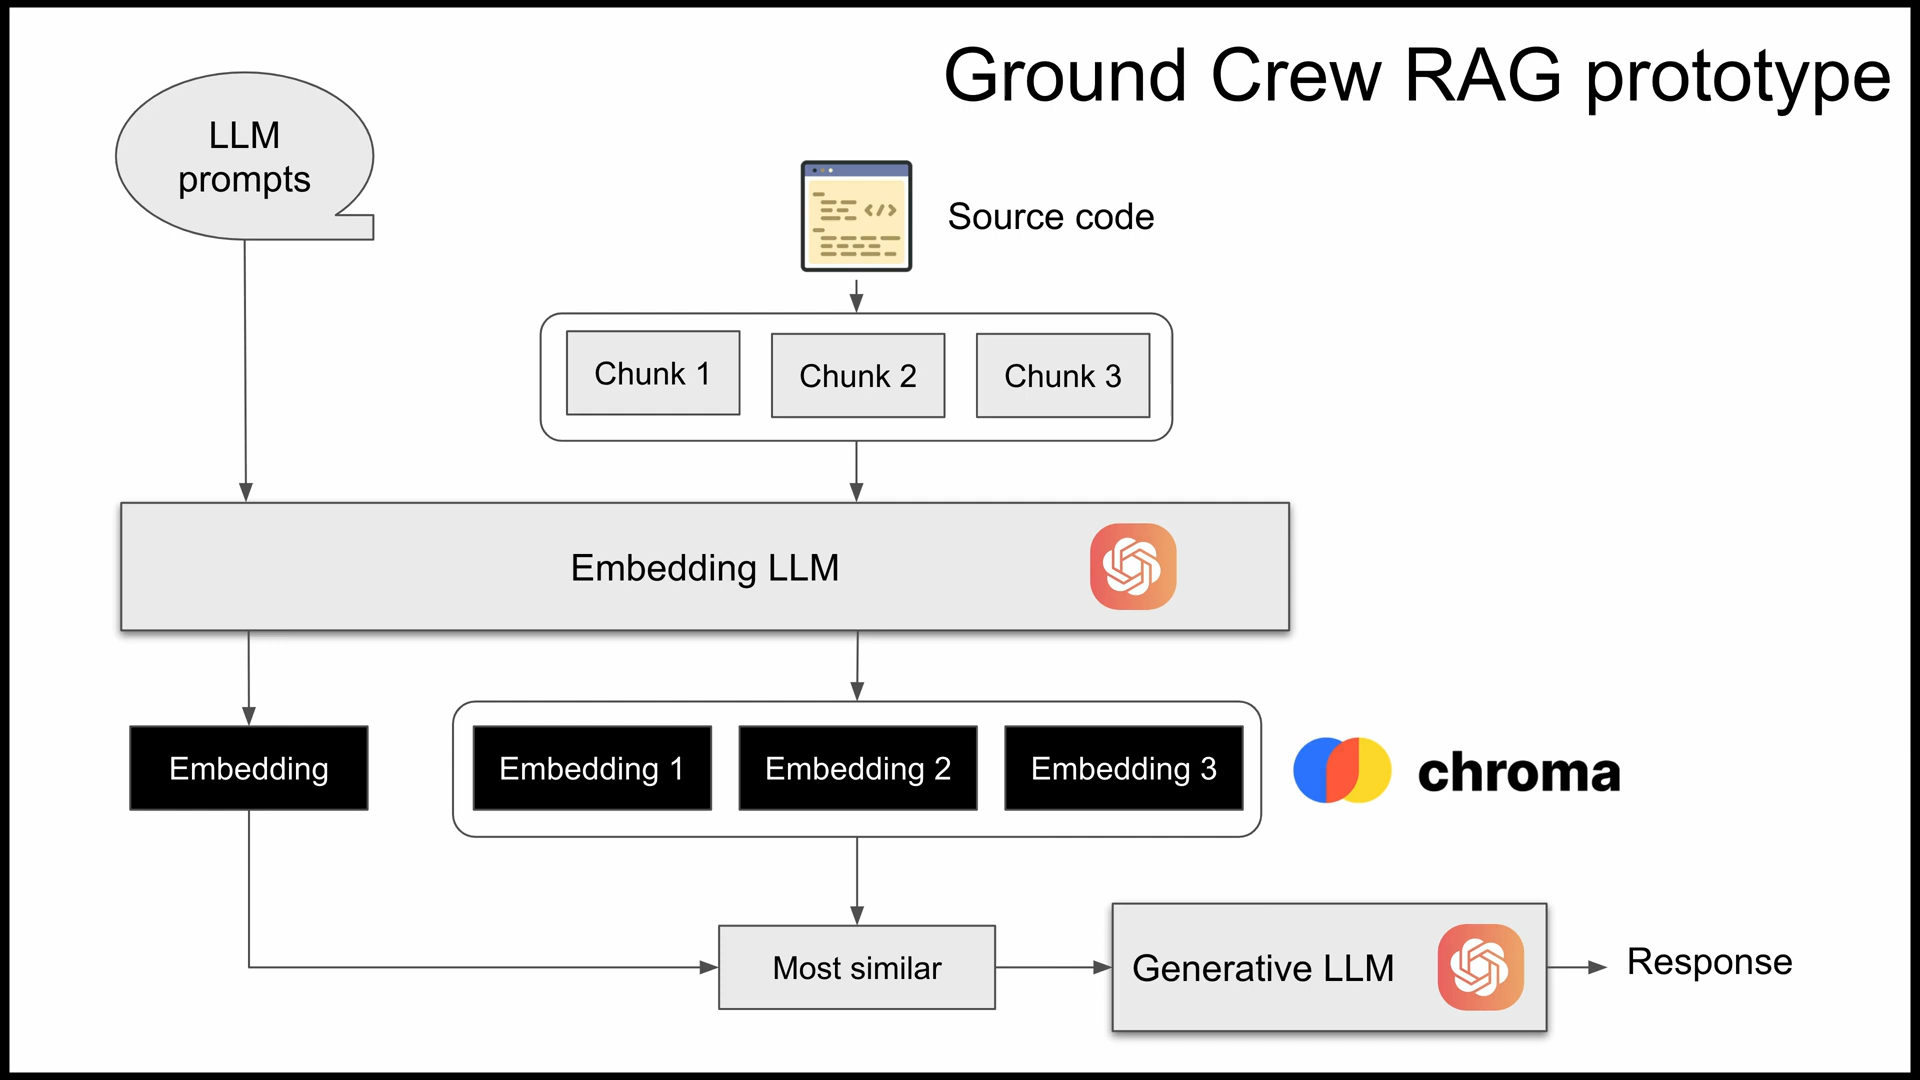 Ground Crew RAG prototype
LLM
prompts
Source code
Chunk 1
Chunk 2
Chunk 3
Embedding LLM
Embedding
Embedding 1
Embedding 2
Embedding 3
chroma
Most similar
Generative LLM
Response